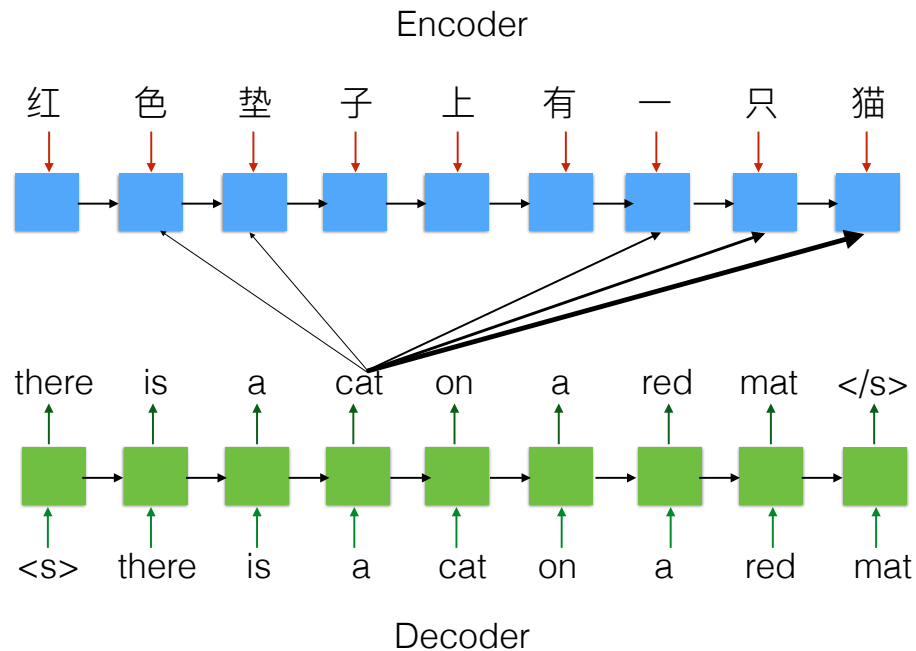 Encoder
红 色 垫 子 上 有 一 只 猫
there is a cat on a red mat </s>
<s> there is a cat on a red mat
Decoder